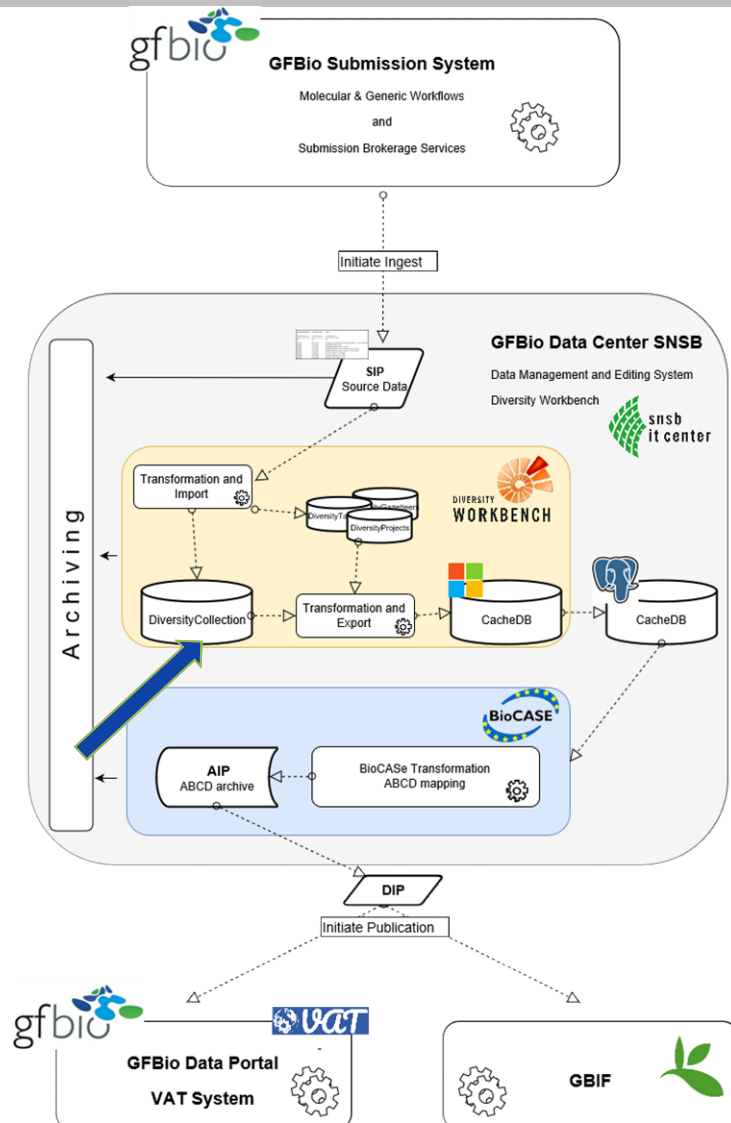 gfbio
GFBio Submission System
Molecular & Generic Workflows
and
Submission Brokerage Services
Initiate Ingest
SIP
Source Data
GFBio Data Center SNSB
Data Management and Editing System
Diversity Workbench
snsb
it center
Archiving
Transformation and
Import
DiversityTa
Gazetteers
DiversityProjects
DIVERSITY
WORKBENCH
DiversityCollection
Transformation and
Export
CacheDB
CacheDB
BioCASE
AIP
ABCD archive
BioCASe Transformation
ABCD mapping
DIP
Initiate Publication
gfbio
VAT
GFBio Data Portal
VAT System
GBIF